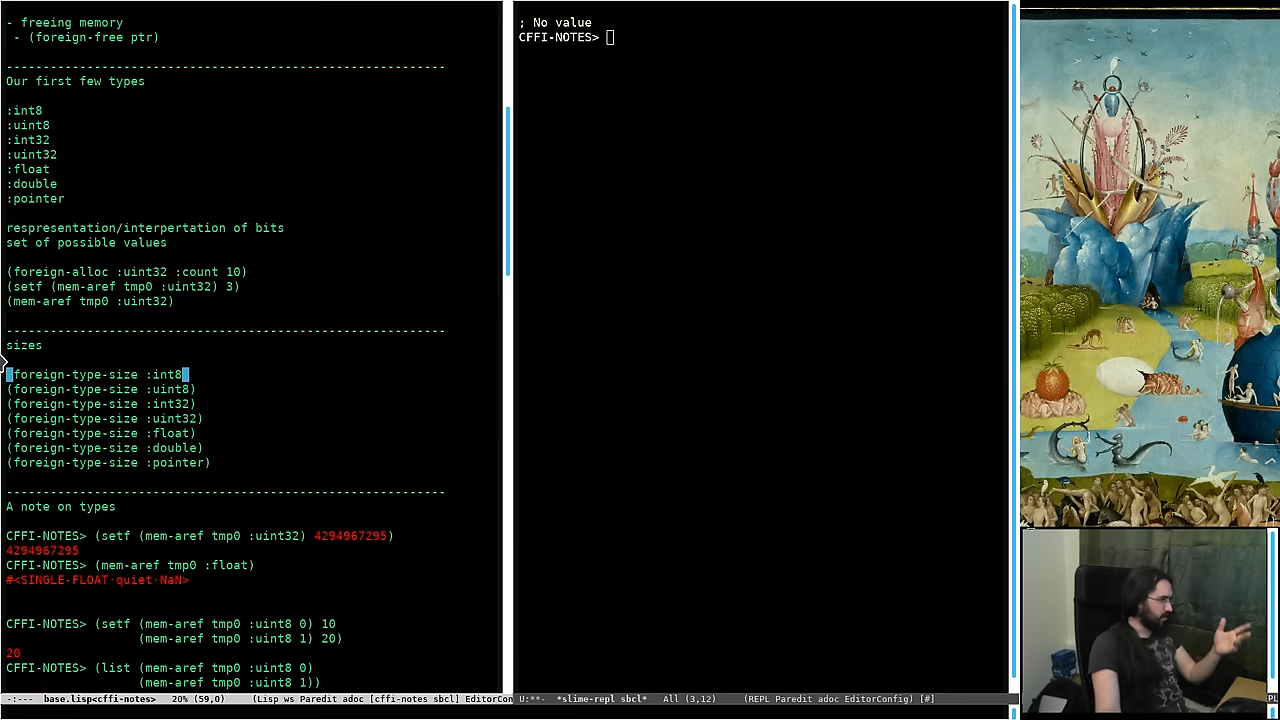 - freeing memory
- (foreign-free ptr)
------------------------------------------------------------
Our first few types
:int8
:uint8
:int32
:uint32
:float
:double
:pointer
respresentation/interpertation of bits
set of possible values
(foreign-alloc :uint32 :count 10)
(setf (mem-aref tmp0 :uint32) 3)
(mem-aref tmp0 :uint32)
------------------------------------------------------------
sizes
(foreign-type-size :int8)
(foreign-type-size :uint8)
(foreign-type-size :int32)
(foreign-type-size :uint32)
(foreign-type-size :float)
(foreign-type-size :double)
(foreign-type-size :pointer)
------------------------------------------------------------
A note on types
CFFI-NOTES> (setf (mem-aref tmp0 :uint32) 4294967295)
4294967295
CFFI-NOTES> (mem-aref tmp0 :float)
#<SINGLE-FLOAT quiet NaN>
CFFI-NOTES> (setf (mem-aref tmp0 :uint8 0) 10
(mem-aref tmp0 :uint8 1) 20)
20
CFFI-NOTES> (list (mem-aref tmp0 :uint8 0)
(mem-aref tmp0 :uint8 1))
-:--- base.lisp<cffi-notes> 20% (59,0) (Lisp ws Paredit adoc [cffi-notes sbcl] EditorCon
; No value
CFFI-NOTES>
U:**- *slime-repl sbcl* All (3,12) (REPL Paredit adoc EditorConfig) [#]